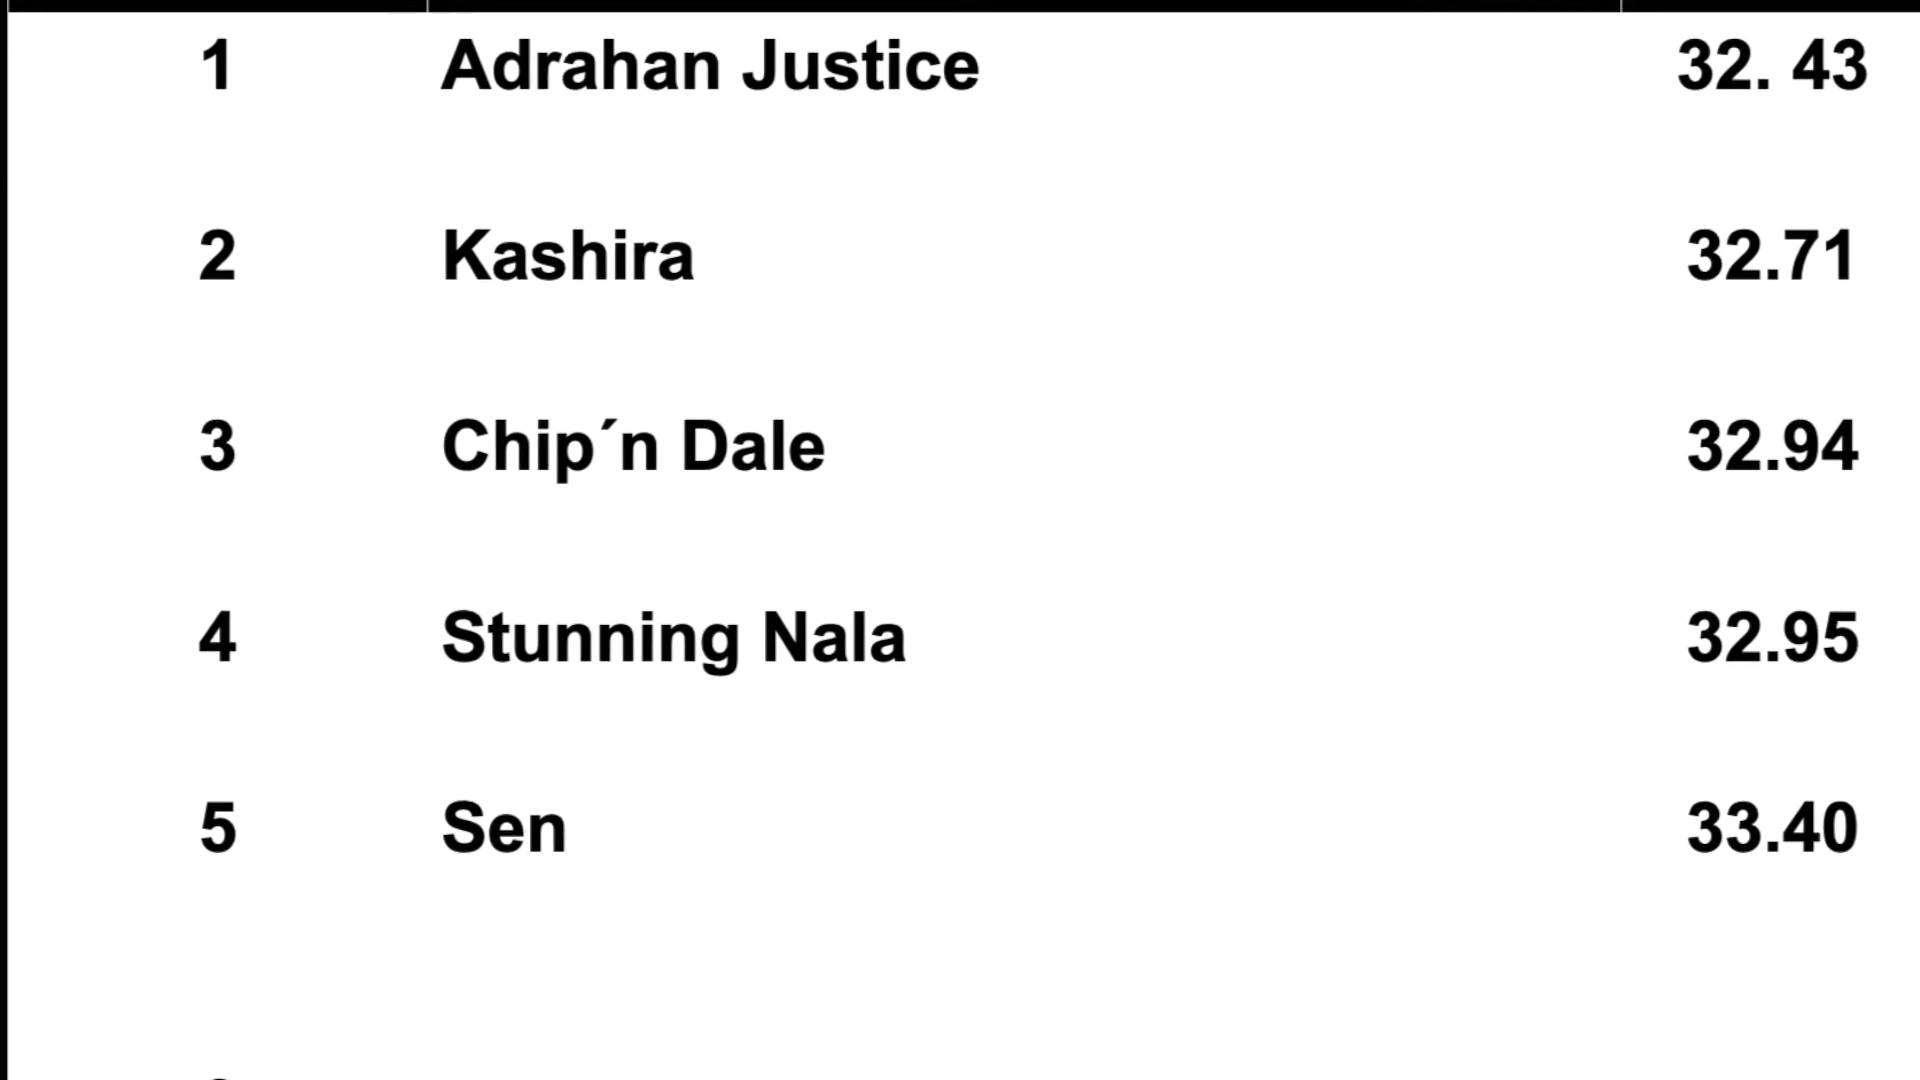 1 Adrahan Justice 32. 43
2 Kashira 32.71
3 Chip´n Dale 32.94
4 Stunning Nala 32.95
5 Sen 33.40